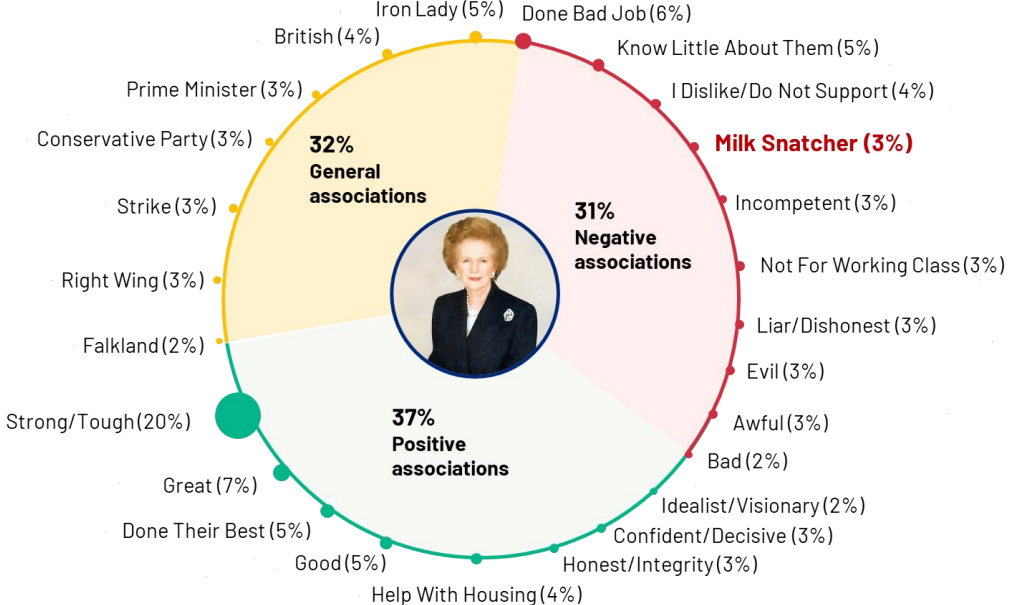 Iron Lady (5%)
Done Bad Job (6%)
British (4%)
Know Little About Them (5%)
Prime Minister (3%)
I Dislike/Do Not Support (4%)
Conservative Party (3%)
Milk Snatcher (3%)
32%
General
associations
Strike (3%)
Incompetent (3%)
31%
Negative
associations
Right Wing (3%)
Not For Working Class (3%)
Falkland (2%)
Liar/Dishonest (3%)
Evil (3%)
Strong/Tough (20%)
37%
Positive
associations
Awful (3%)
Bad (2%)
Great (7%)
Idealist/Visionary (2%)
Done Their Best (5%)
Confident/Decisive (3%)
Good (5%)
Honest/Integrity (3%)
Help With Housing (4%)